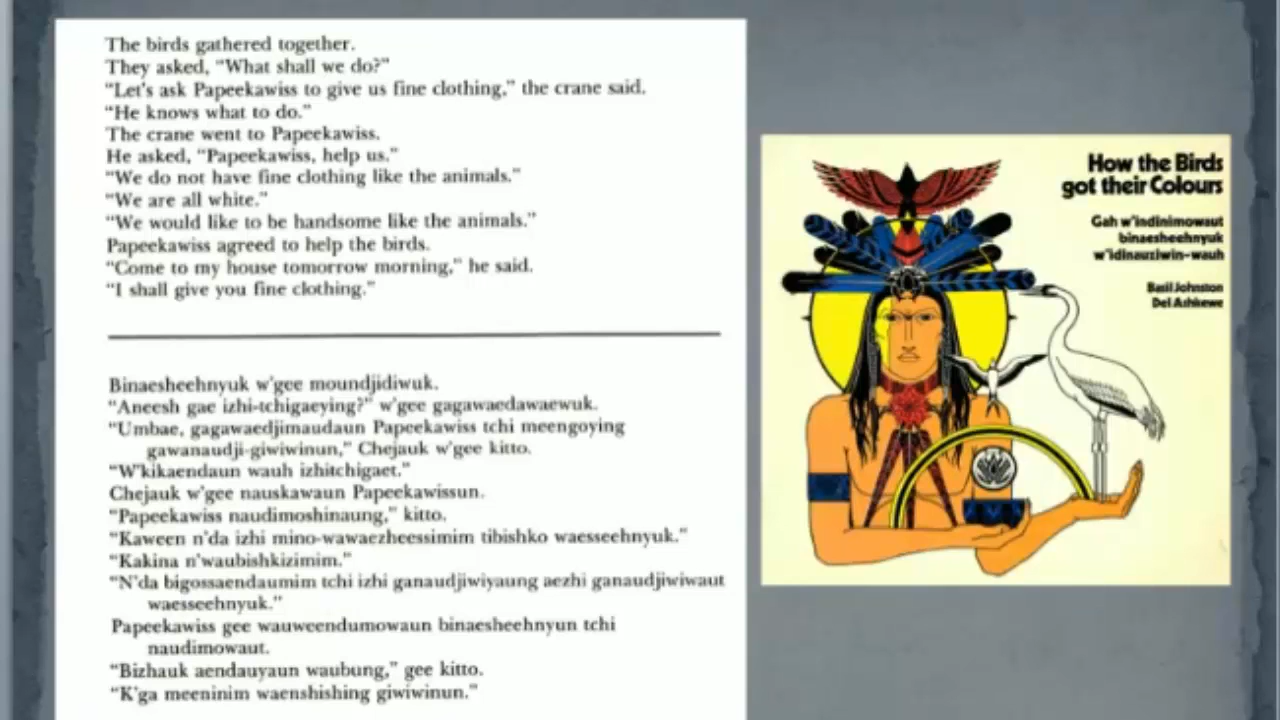 The birds gathered together.
They asked, "What shall we do?"
"Let's ask Papeekawiss to give us fine clothing," the crane said.
"He knows what to do."
The crane went to Papeekawiss.
He asked, "Papeekawiss, help us."
"We do not have fine clothing like the animals."
"We are all white."
"We would like to be handsome like the animals."
Papeekawiss agreed to help the birds.
"Come to my house tomorrow morning," he said.
"I shall give you fine clothing."
Binaesheehnyuk w'gee moundjidiwuk.
"Aneesh gae izhi-tchigaeying?" w'gee gagawaedawaewuk.
"Umbae, gagawaedjimaudaun Papeekawiss tchi meengoying
gawanaudji-giwiwinun," Chejauk w'gee kitto.
"W'kikaendaun wauh izhitchigaet."
Chejauk w'gee nauskawaun Papeekawissun.
"Papeekawiss naudimoshinaung," kitto.
"Kaween n'da izhi mino-wawaezheessimim tibishko waesseehnyuk."
"Kakina n'waubishkizimim."
"N'da bigossaendaumim tchi izhi ganaudjiwiyaung aezhi ganaudjiwiwaut
waesseehnyuk."
Papeekawiss gee wauweendumowaun binaesheehnyun tchi
naudimowaut.
"Bizhauk aendauyaun waubung," gee kitto.
"K'ga meeninim waenshishing giwiwinun."
How the Birds
got their Colours
Gah w'indinimowaut
binaesheehnyuk
w'idinauziwin-wauh
Basil Johnston
Del Ashkewe